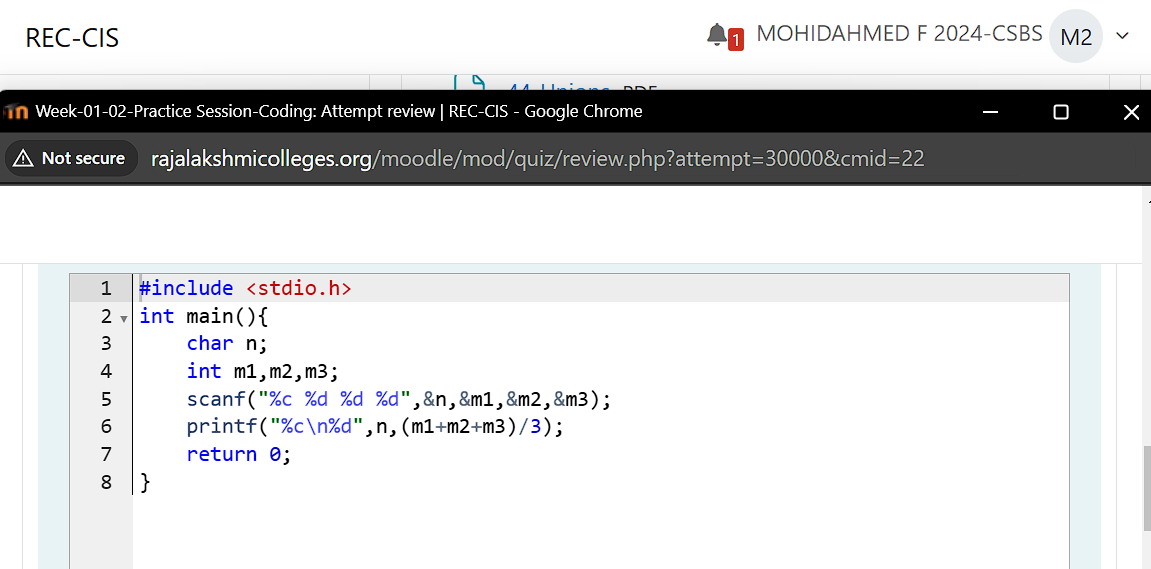 REC-CIS
1 MOHIDAHMED F 2024-CSBS M2
Week-01-02-Practice Session-Coding: Attempt review | REC-CIS - Google Chrome
Not secure rajalakshmicolleges.org/moodle/mod/quiz/review.php?attempt=30000&cmid=22
1 #include <stdio.h>
2 int main(){
3     char n;
4     int m1,m2,m3;
5     scanf("%c %d %d %d",&n,&m1,&m2,&m3);
6     printf("%c\n%d",n,(m1+m2+m3)/3);
7     return 0;
8 }